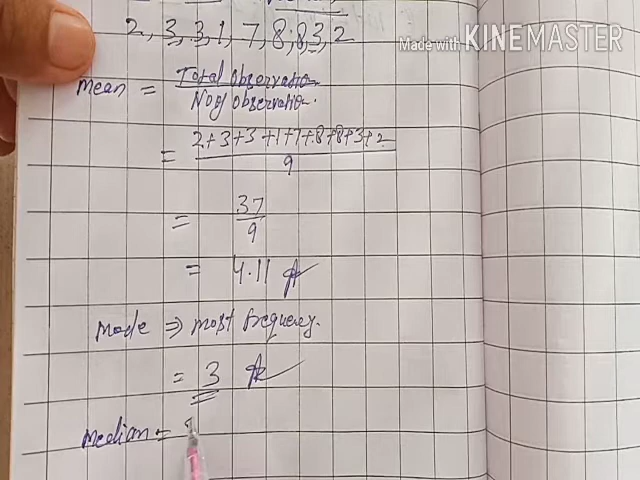 Made with KINEMASTER
2, 3, 3, 1, 7, 8, 8, 3, 2
mean = Total observation
No of observation.
= 2+3+3+1+7+8+8+3+2
9
= 37
9
= 4.11
mode ⇒ most frequency.
= 3
median =